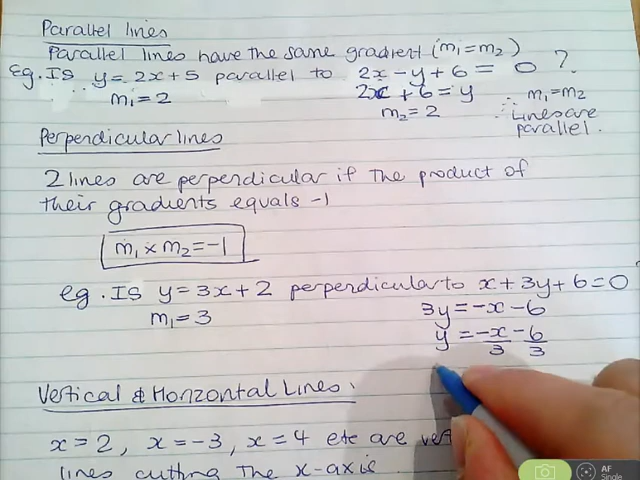 Parallel lines
Parallel lines have the same gradient (m₁=m₂)
eg. Is y=2x+5 parallel to 2x-y+6=0 ?
m₁=2
2x+6=y
m₂=2
∴ m₁=m₂
∴ Lines are parallel.
Perpendicular lines
2 lines are perpendicular if the product of
their gradients equals -1
m₁ x m₂=-1
eg. Is y=3x+2 perpendicular to x+3y+6=0
m₁=3
3y=-x-6
y=-x/3 - 6/3
Vertical & Horizontal Lines.
x=2, x=-3, x=4 etc are
lines cutting the x-axis
AF
Single